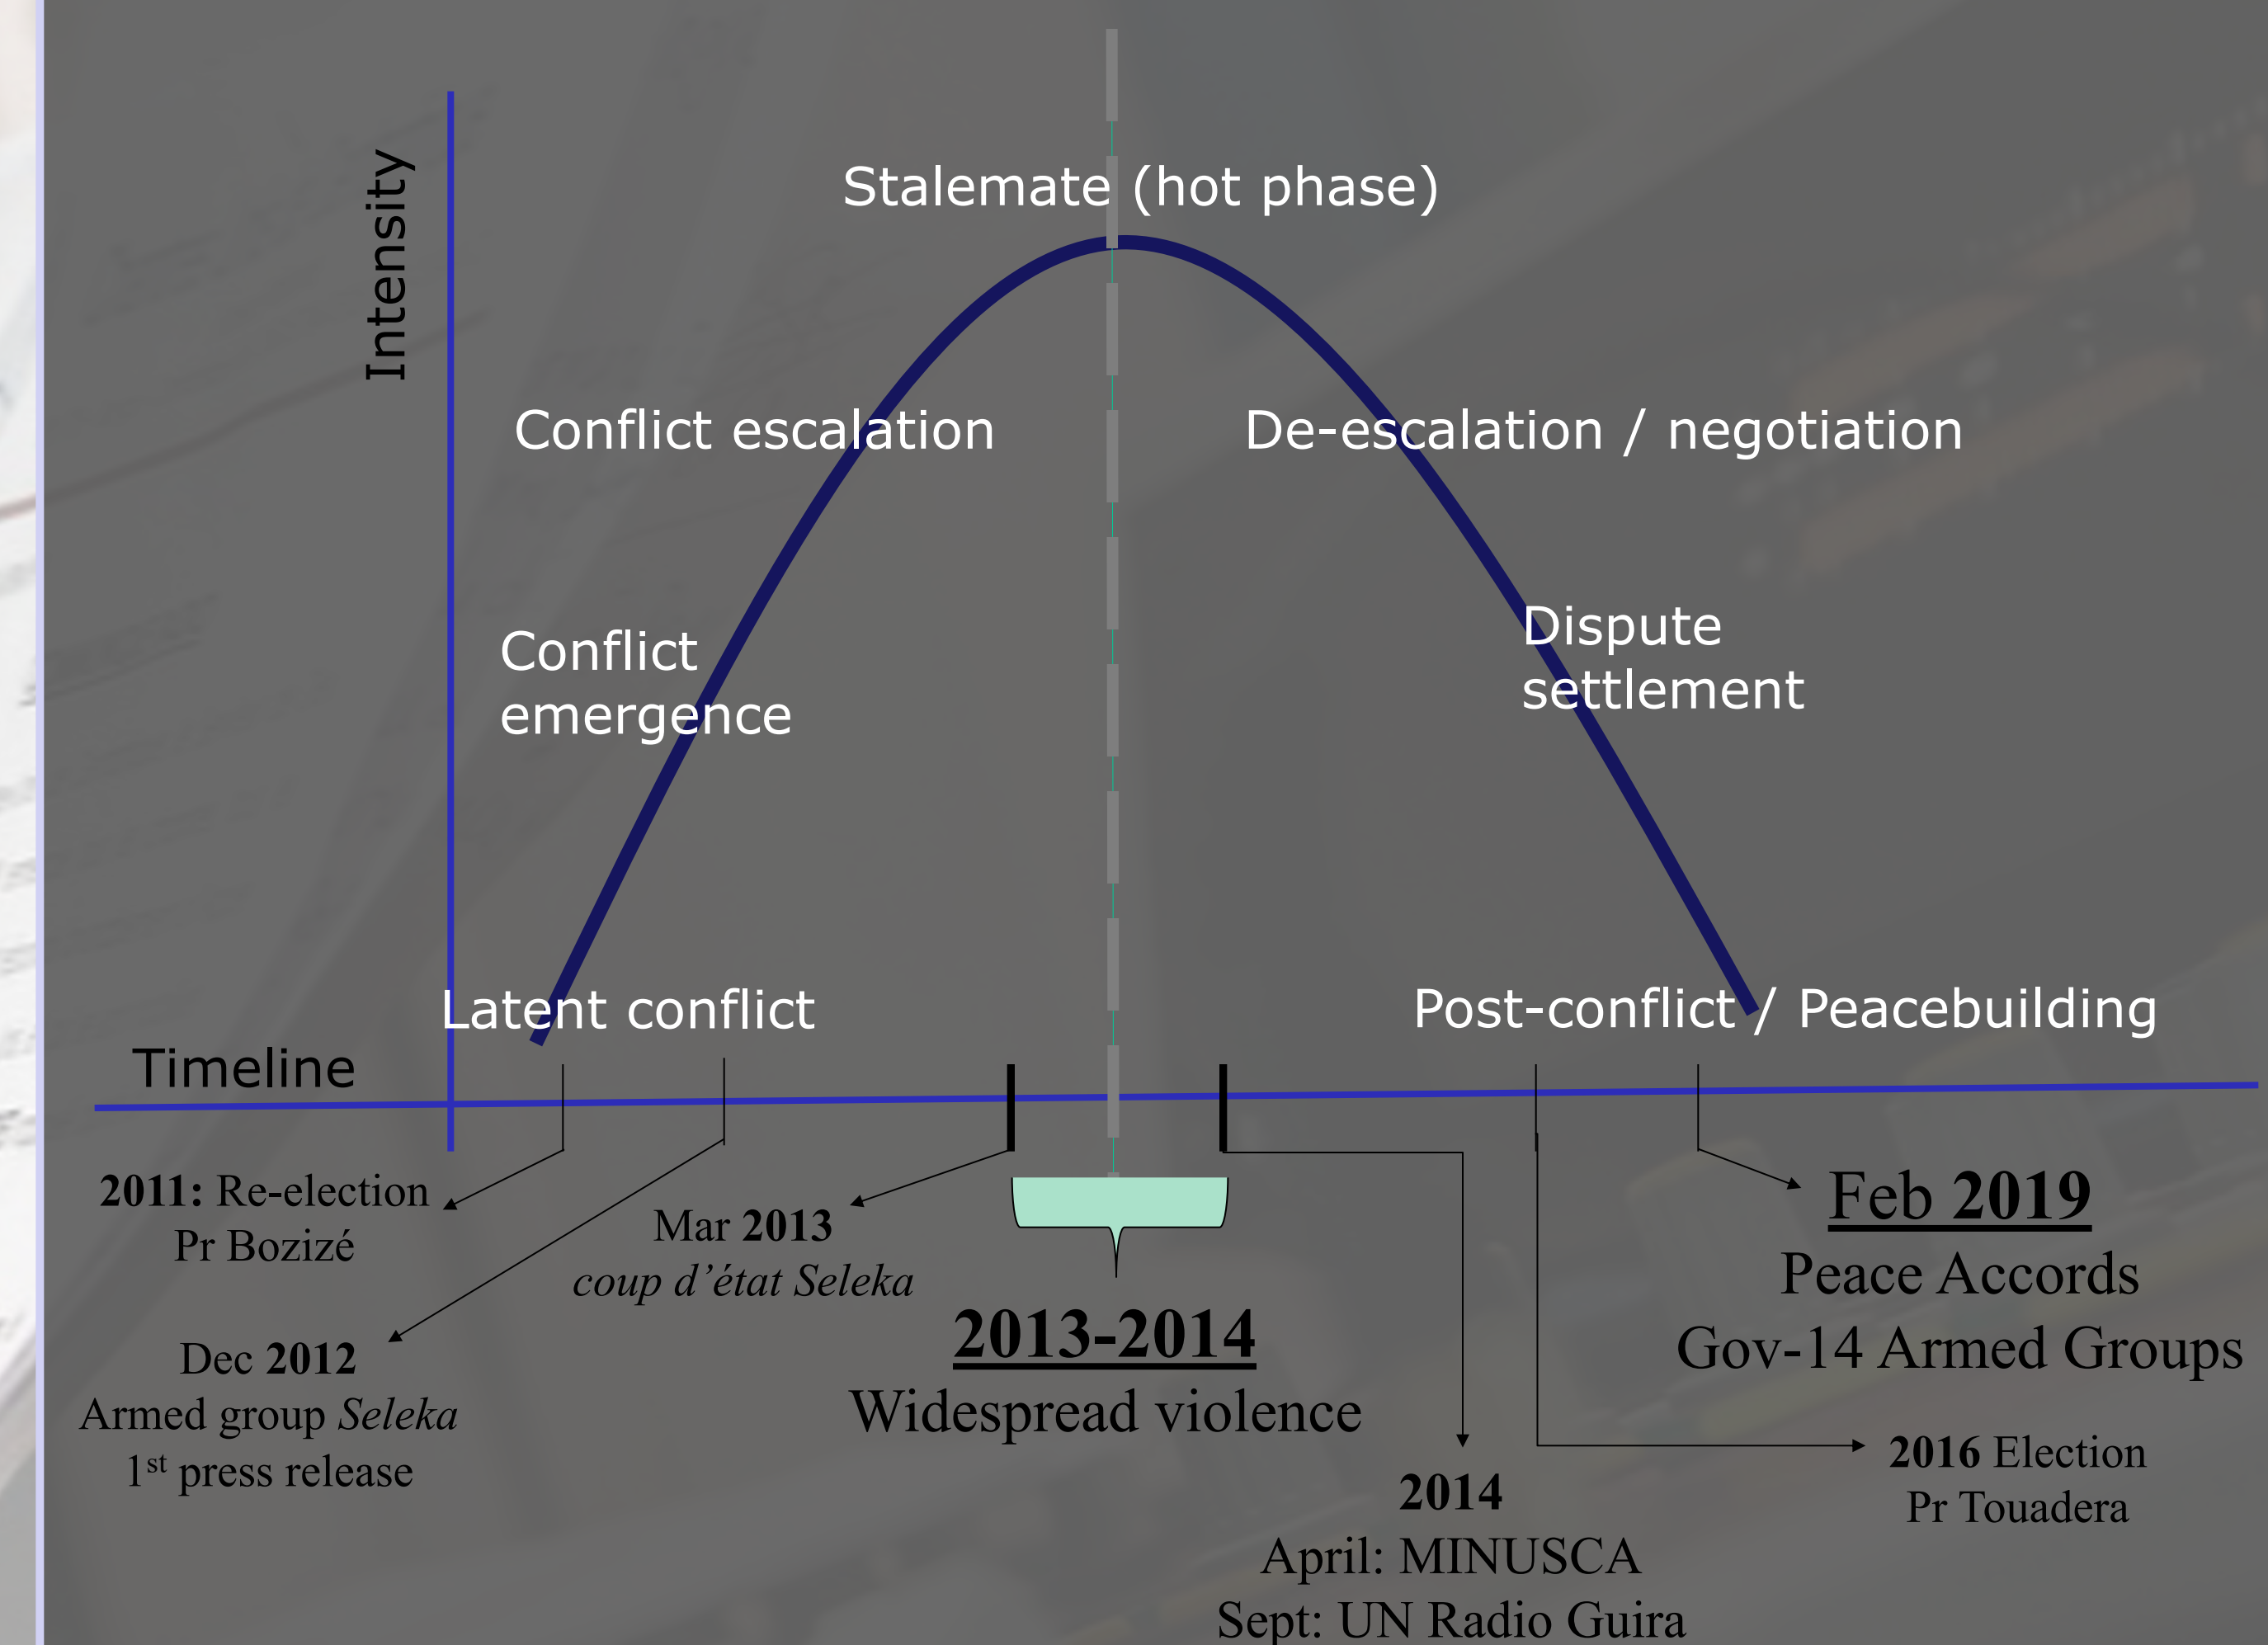 Intensity
Stalemate (hot phase)
Conflict escalation
De-escalation / negotiation
Conflict
emergence
Dispute
settlement
Latent conflict
Post-conflict / Peacebuilding
Timeline
2011: Re-election
Pr Bozizé
Dec 2012
Armed group Seleka
1st press release
Mar 2013
coup d’état Seleka
2013-2014
Widespread violence
2014
April: MINUSCA
Sept: UN Radio Guira
Feb 2019
Peace Accords
Gov-14 Armed Groups
2016 Election
Pr Touadera